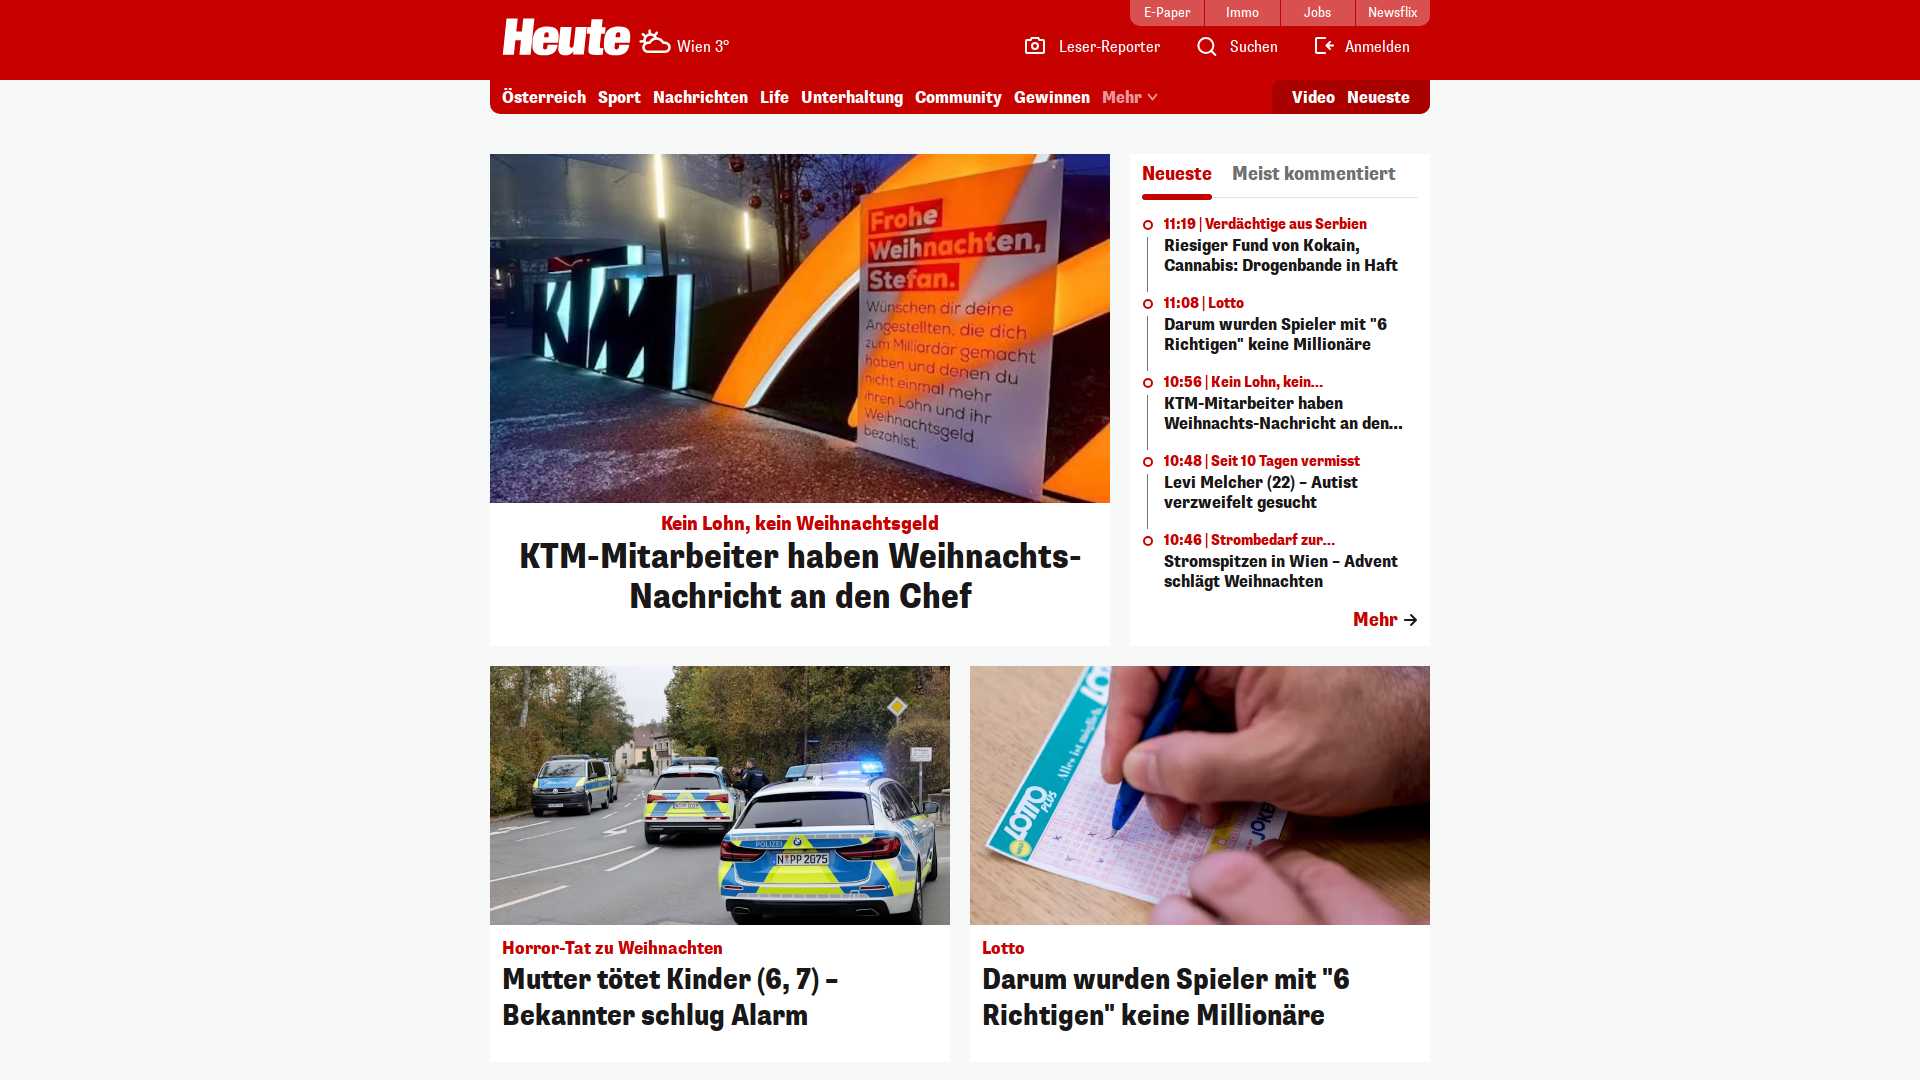 E-Paper
Immo
Jobs
Newsflix
Heute
Wien 3°
Leser-Reporter
Suchen
Anmelden
Österreich
Sport
Nachrichten
Life
Unterhaltung
Community
Gewinnen
Mehr
Video
Neueste
KTM
Frohe
Weihnachten,
Stefan.
Wünschen dir deine
Angestellten, die dich
zum Milliardär gemacht
haben und denen du
nicht einmal mehr
ihren Lohn und ihr
Weihnachtsgeld
bezahlst.
Kein Lohn, kein Weihnachtsgeld
KTM-Mitarbeiter haben Weihnachts-
Nachricht an den Chef
Neueste
Meist kommentiert
11:19 | Verdächtige aus Serbien
Riesiger Fund von Kokain,
Cannabis: Drogenbande in Haft
11:08 | Lotto
Darum wurden Spieler mit "6
Richtigen" keine Millionäre
10:56 | Kein Lohn, kein...
KTM-Mitarbeiter haben
Weihnachts-Nachricht an den...
10:48 | Seit 10 Tagen vermisst
Levi Melcher (22) – Autist
verzweifelt gesucht
10:46 | Strombedarf zur...
Stromspitzen in Wien – Advent
schlägt Weihnachten
Mehr
POLIZEI
N PP 2075
Horror-Tat zu Weihnachten
Mutter tötet Kinder (6, 7) –
Bekannter schlug Alarm
LOTTO
PLUS
Alles ist möglich.
LO
JOKE
Lotto
Darum wurden Spieler mit "6
Richtigen" keine Millionäre